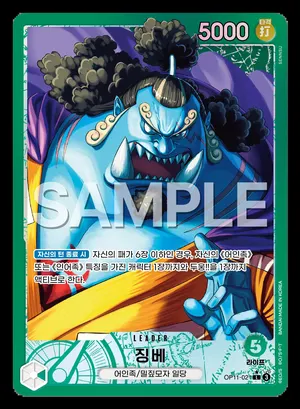 5000
타격
打
SAMPLE
자신의 턴 종료 시 자신의 패가 6장 이하인 경우, 자신의 《어인족》
또는 《인어족》 특징을 가진 캐릭터 1장까지와 두웅!!을 1장까지
액티브로 한다.
LEADER
징베
어인족/밀짚모자 일당
5
라이프
OP11-021 L 3